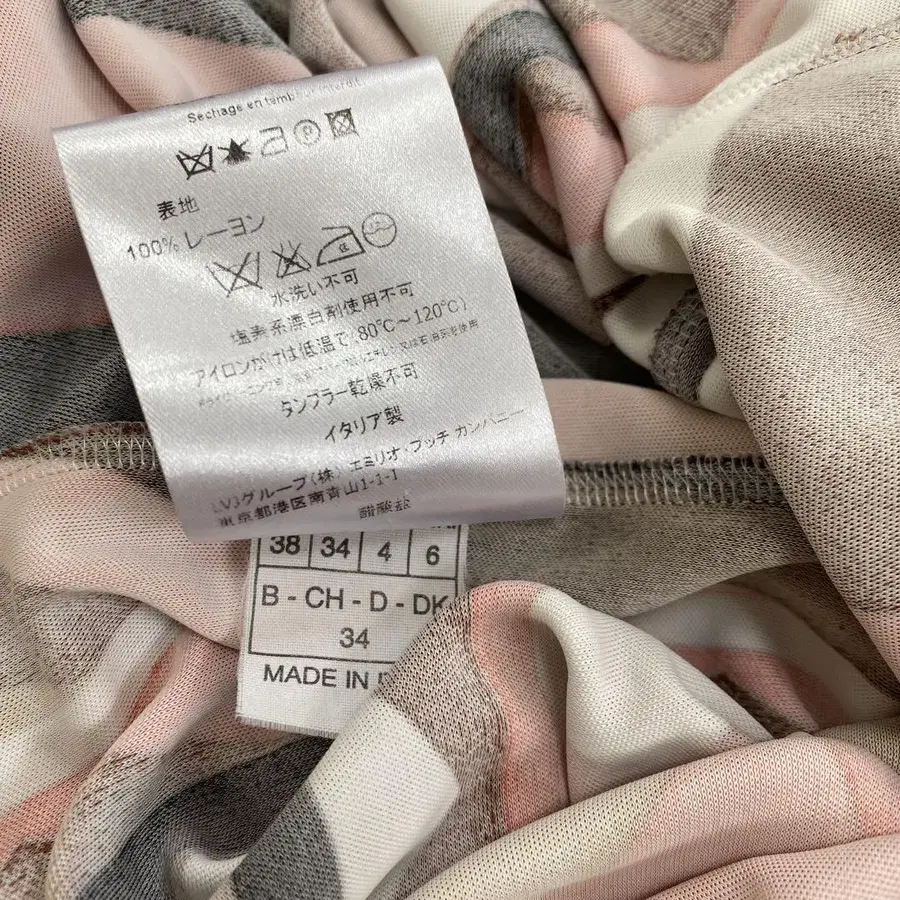 Séchage en tambour interdit
P
表地
100% レーヨン
水洗い不可
塩素系漂白剤使用不可
アイロンがけは低温で(80℃～120℃)
タンブラー乾燥不可
イタリア製
LVJグループ(株) エミリオ・プッチ カンパニー
東京都港区南青山1-1-1
38 34 4 6
B - CH - D - DK
34
MADE IN